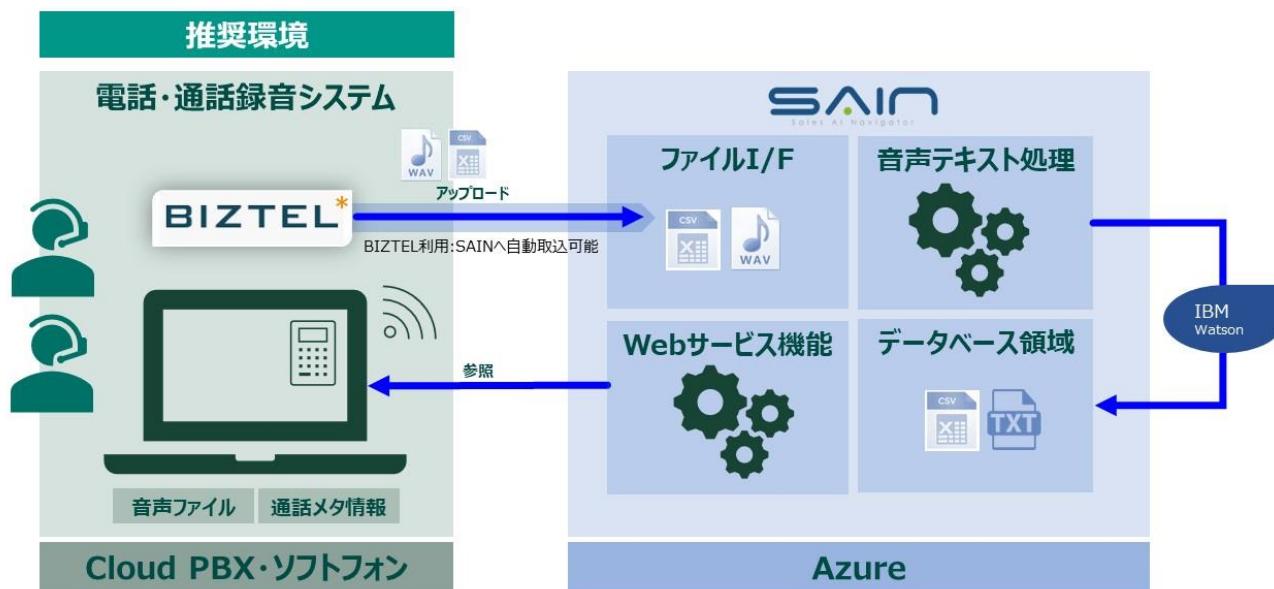 推奨環境
電話・通話録音システム
WAV
CSV
アップロード
BIZTEL*
BIZTEL利用:SAINへ自動取込可能
参照
音声ファイル
通話メタ情報
Cloud PBX・ソフトフォン
SAIN
Sales AI Navigator
ファイルI/F
CSV
WAV
音声テキスト処理
IBM
Watson
Webサービス機能
データベース領域
CSV
TXT
Azure